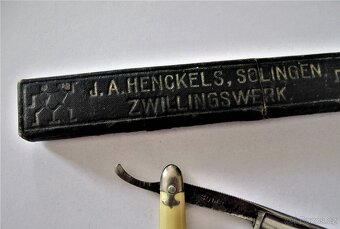 J.A. HENCKELS, SOLINGEN.
ZWILLINGSWERK.